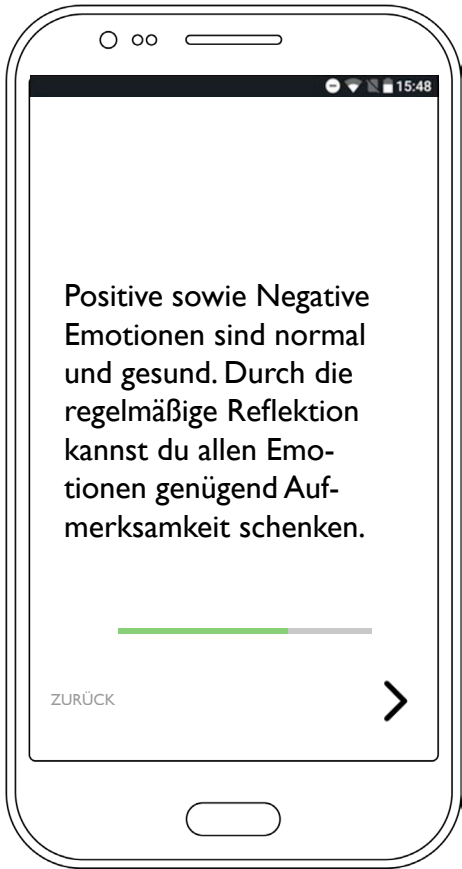 15:48
Positive sowie Negative
Emotionen sind normal
und gesund. Durch die
regelmäßige Reflektion
kannst du allen Emo-
tionen genügend Auf-
merksamkeit schenken.
ZURÜCK